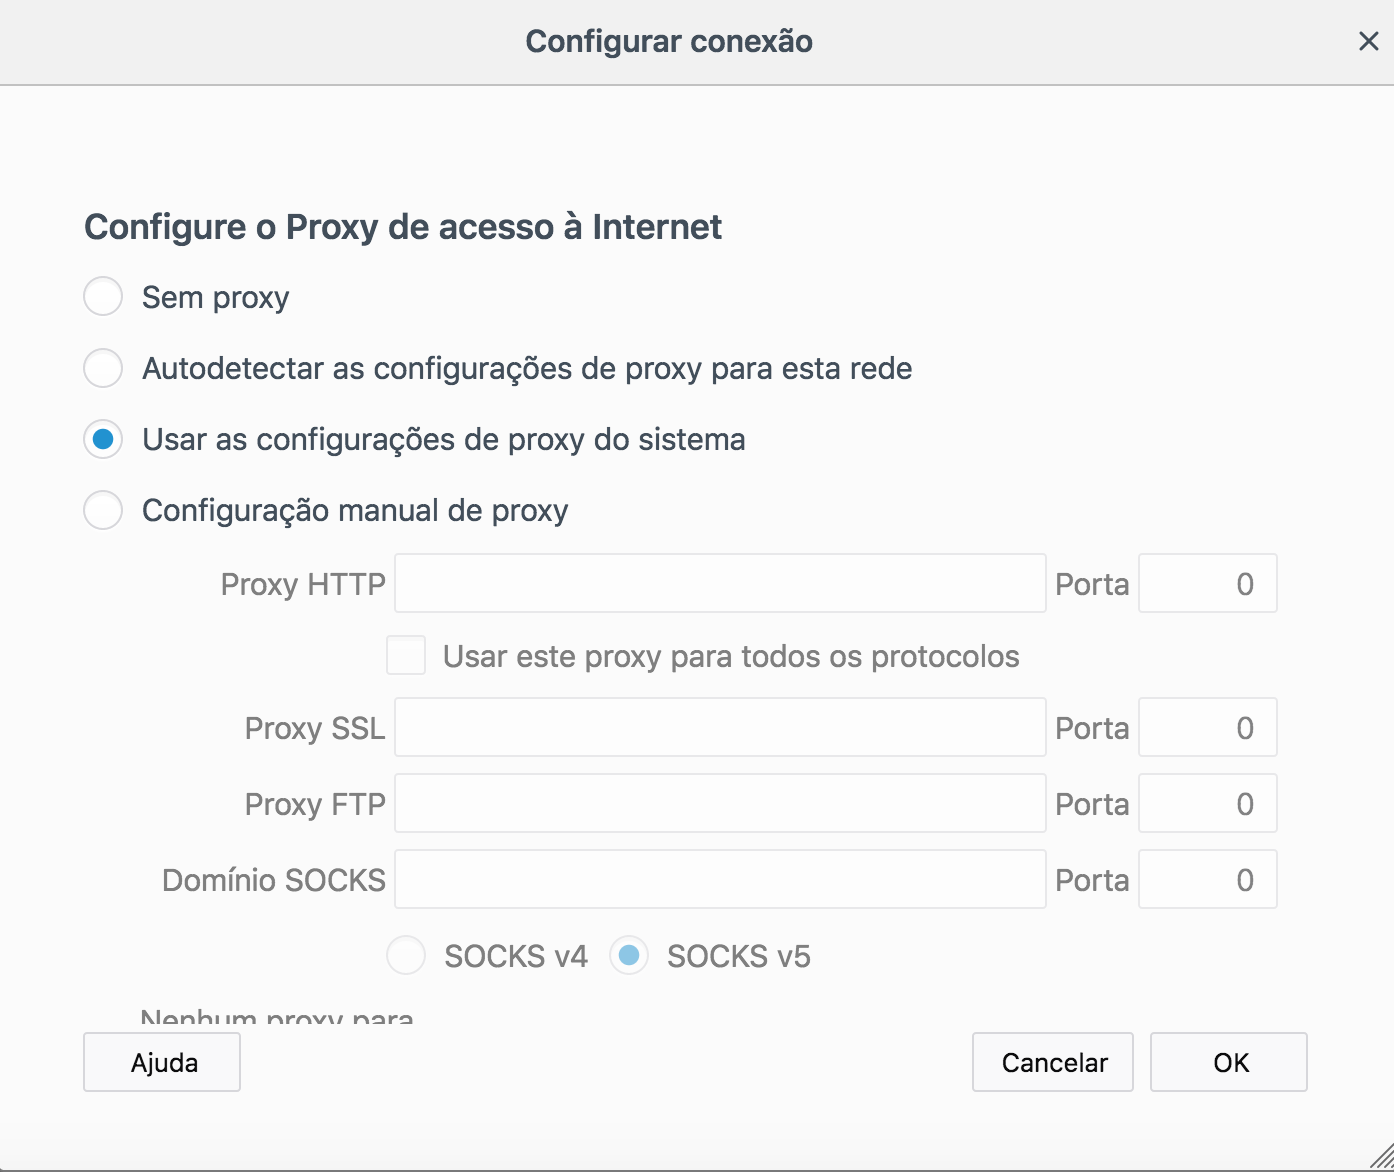 Configurar conexão
Configure o Proxy de acesso à Internet
Sem proxy
Autodetectar as configurações de proxy para esta rede
Usar as configurações de proxy do sistema
Configuração manual de proxy
Proxy HTTP Porta 0
Usar este proxy para todos os protocolos
Proxy SSL Porta 0
Proxy FTP Porta 0
Domínio SOCKS Porta 0
SOCKS v4 SOCKS v5
Nenhum proxy para
Ajuda Cancelar OK